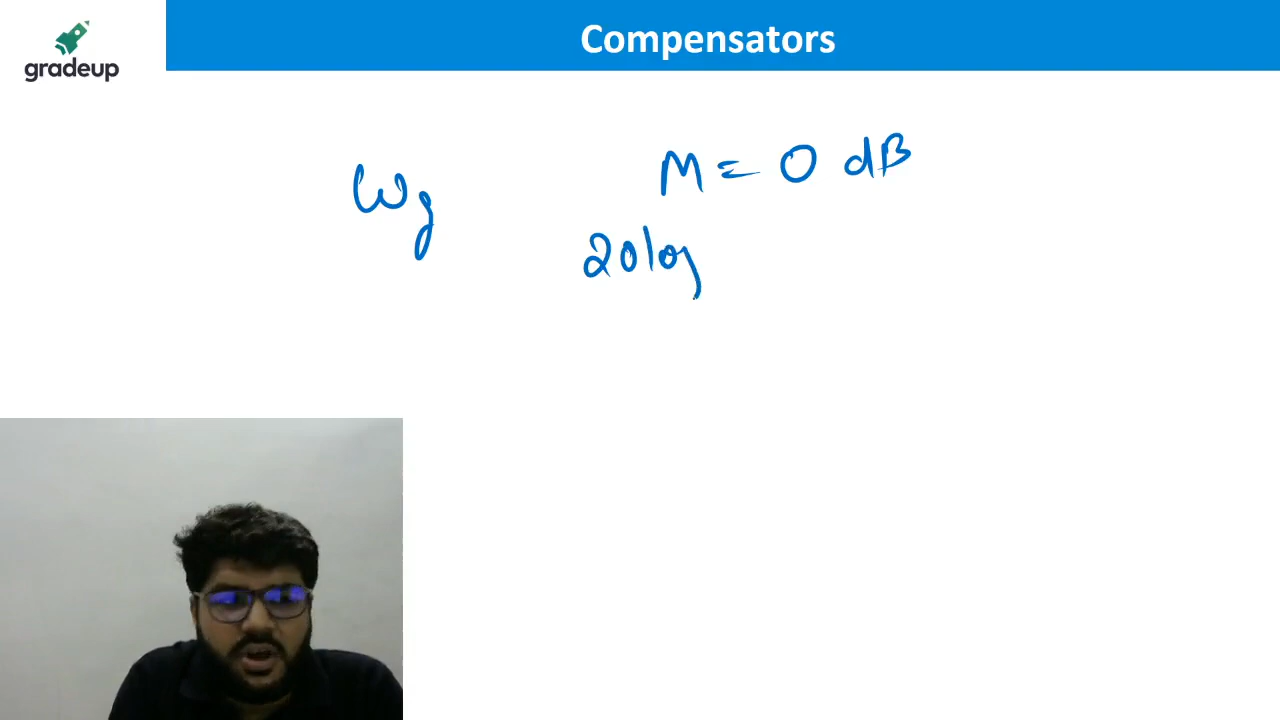 Compensators
gradeup
ωg M = 0 dB
20log